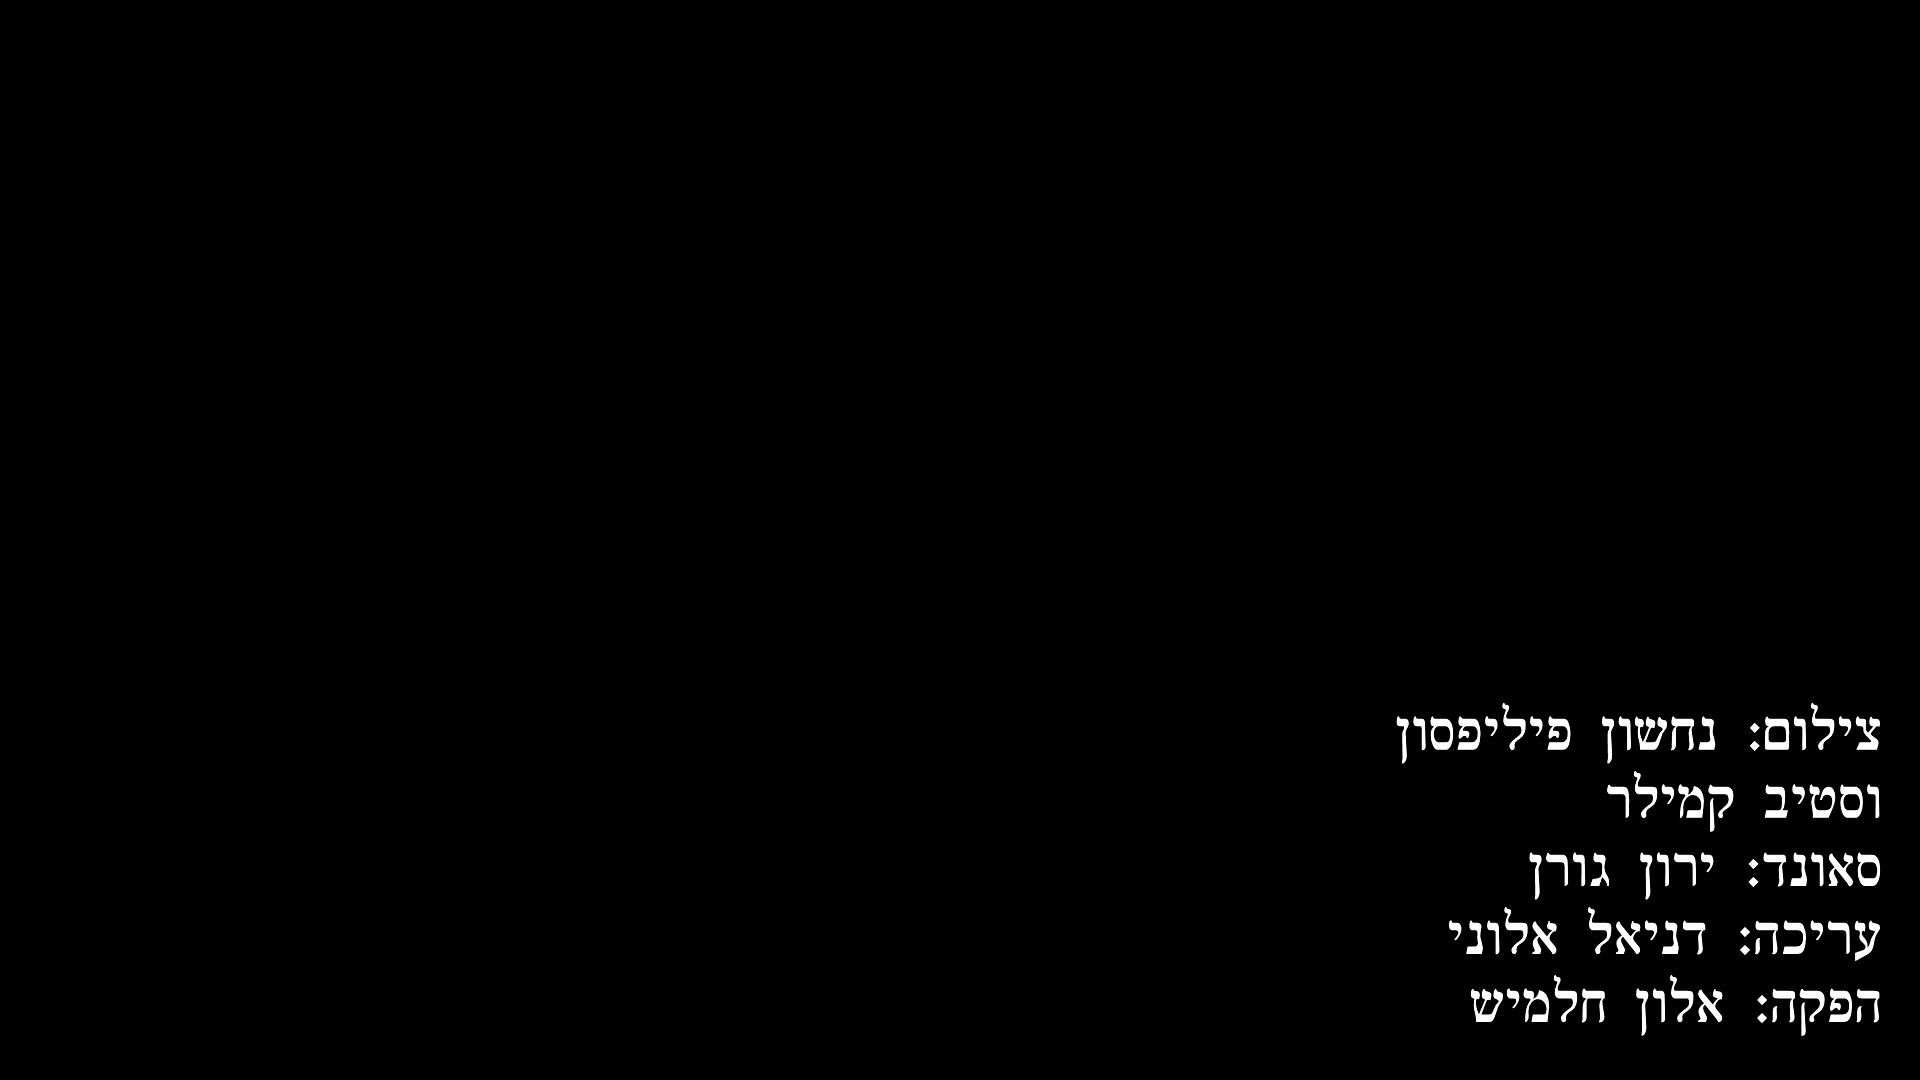 צילום: נחשון פיליפסון
וסטיב קמילר
סאונד: ירון גורן
עריכה: דניאל אלוני
הפקה: אלון חלמיש